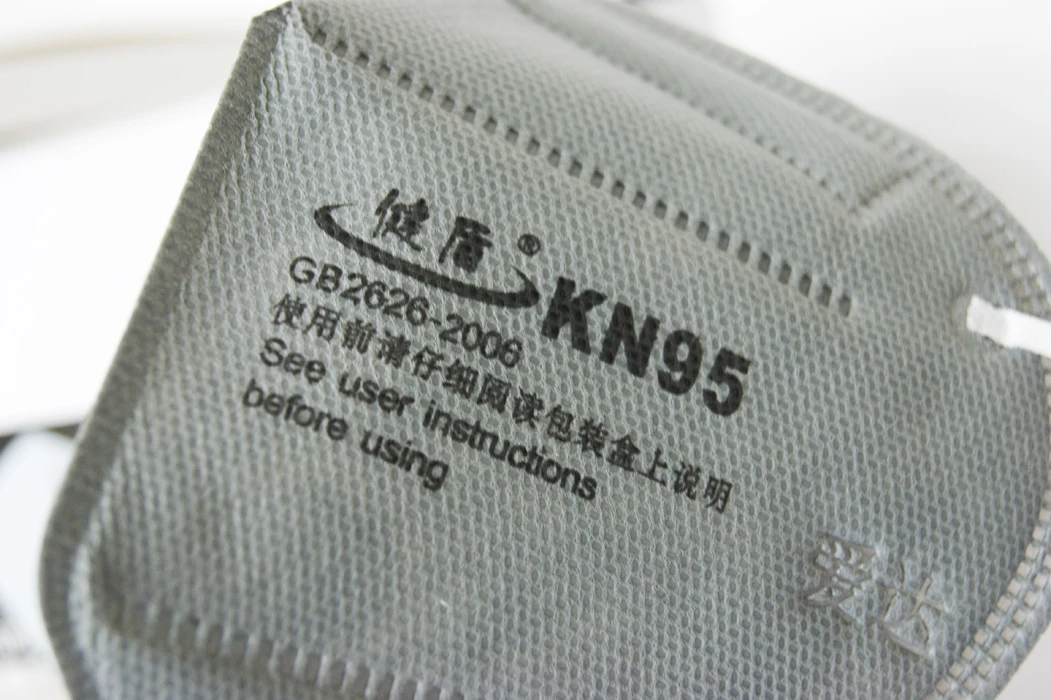 健盾®
KN95
GB2626-2006
使用前请仔细阅读包装盒上说明
See user instructions
before using
爱达